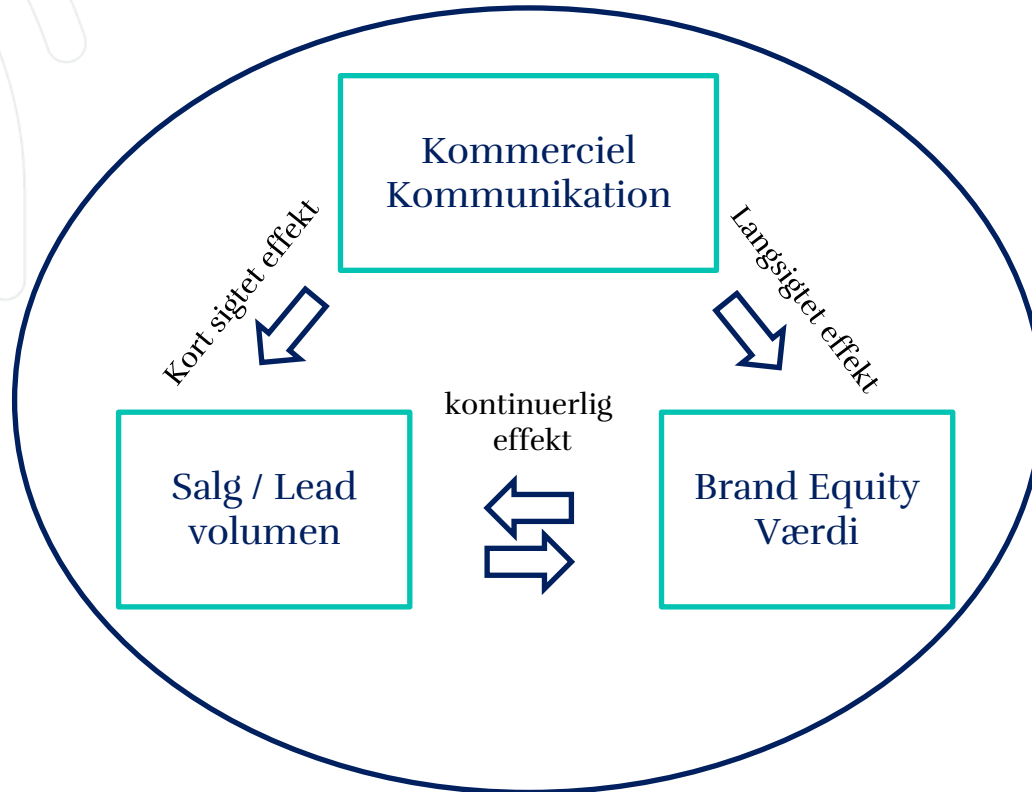 Kommerciel
Kommunikation
Kort sigtet effekt
Langsigtet effekt
kontinuerlig
effekt
Salg / Lead
volumen
Brand Equity
Værdi